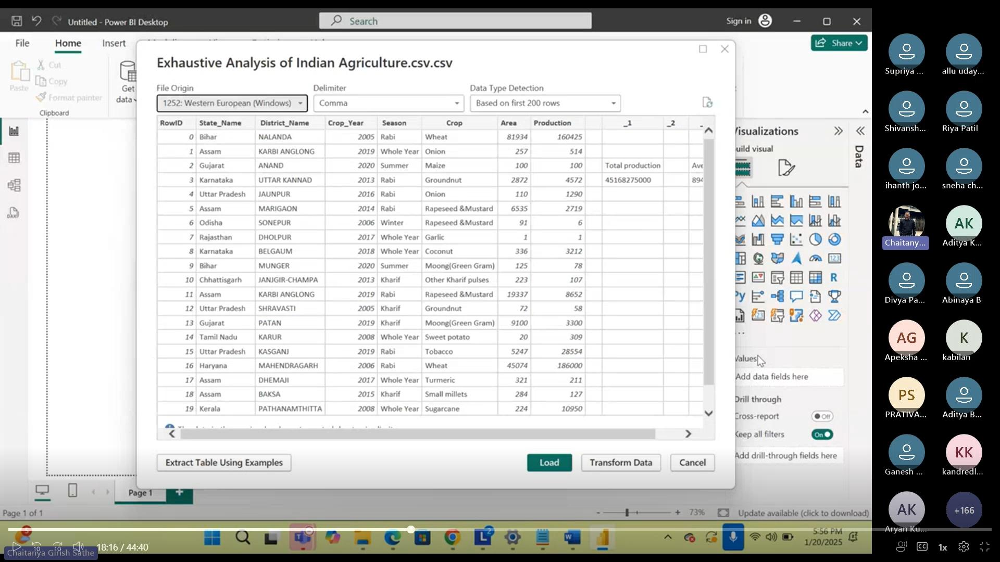 Untitled - Power BI Desktop
Search
Sign in
File
Home
Insert
Share
Paste
Cut
Copy
Format painter
Clipboard
Get
data
Exhaustive Analysis of Indian Agriculture.csv.csv
File Origin
Delimiter
Data Type Detection
1252: Western European (Windows)
Comma
Based on first 200 rows
RowID State_Name District_Name Crop_Year Season Crop Area Production _1 _2 _
0 Bihar NALANDA 2005 Rabi Wheat 81934 160425
1 Assam KARBI ANGLONG 2019 Whole Year Onion 257 514
2 Gujarat ANAND 2020 Summer Maize 100 100 Total production Ave
3 Karnataka UTTAR KANNAD 2013 Rabi Groundnut 2872 4572 45168275000 894
4 Uttar Pradesh JAUNPUR 2016 Rabi Onion 110 1290
5 Assam MARIGAON 2014 Rabi Rapeseed &Mustard 6535 2719
6 Odisha SONEPUR 2006 Winter Rapeseed &Mustard 91 6
7 Rajasthan DHOLPUR 2017 Whole Year Garlic 1 1
8 Karnataka BELGAUM 2018 Whole Year Coconut 336 3212
9 Bihar MUNGER 2020 Summer Moong(Green Gram) 125 78
10 Chhattisgarh JANJGIR-CHAMPA 2013 Kharif Other Kharif pulses 223 107
11 Assam KARBI ANGLONG 2019 Rabi Rapeseed &Mustard 19337 8652
12 Uttar Pradesh SHRAVASTI 2005 Kharif Groundnut 72 58
13 Gujarat PATAN 2019 Kharif Moong(Green Gram) 9100 3300
14 Tamil Nadu KARUR 2008 Whole Year Sweet potato 20 309
15 Uttar Pradesh KASGANJ 2019 Rabi Tobacco 5247 28554
16 Haryana MAHENDRAGARH 2006 Rabi Wheat 45074 186000
17 Assam DHEMAJI 2017 Whole Year Turmeric 321 211
18 Assam BAKSA 2015 Kharif Small millets 284 127
19 Kerala PATHANAMTHITTA 2008 Whole Year Sugarcane 224 10950
Extract Table Using Examples
Load
Transform Data
Cancel
isualizations
uild visual
Data
123
R
Py
Values
Add data fields here
Drill through
Cross-report
Off
Keep all filters
On
Add drill-through fields here
Page 1
Page 1 of 1
73%
Update available (click to download)
5:56 PM
1/20/2025
18:16 / 44:40
Chaitanya Girish Sathe
Supriya ...
allu uday...
Shivansh...
Riya Patil
ihanth jo...
sneha ch...
Chaitany...
AK
Aditya K...
Divya Pa...
Abinaya B
AG
Apeksha ...
K
kabilan
PS
PRATIVA...
Aditya B...
Ganesh ...
KK
kandredl...
AK
Aryan Ku...
+166
CC
1x